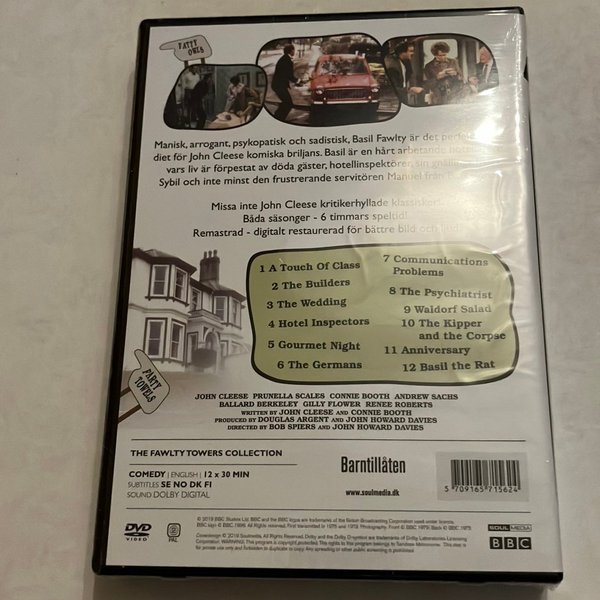 FATTY
OWLS
Manisk, arrogant, psykopatisk och sadistisk, Basil Fawlty är det
diet för John Cleese komiska briljans. Basil är en hårt arbetande
vars liv är förpestat av döda gäster, hotellinspektörer, sin
Sybil och inte minst den frustrerande servitören Manuel från
Missa inte John Cleese kritikerhyllade
Båda säsonger - 6 timmars speltid!
Remastrad - digitalt restaurerad för bättre bild och ljud!
1 A Touch Of Class
2 The Builders
3 The Wedding
4 Hotel Inspectors
5 Gourmet Night
6 The Germans
7 Communications
Problems
8 The Psychiatrist
9 Waldorf Salad
10 The Kipper
and the Corpse
11 Anniversary
12 Basil the Rat
FARTY
TOWELS
JOHN CLEESE PRUNELLA SCALES CONNIE BOOTH ANDREW SACHS
BALLARD BERKELEY GILLY FLOWER RENEE ROBERTS
WRITTEN BY JOHN CLEESE AND CONNIE BOOTH
PRODUCED BY DOUGLAS ARGENT AND JOHN HOWARD DAVIES
DIRECTED BY BOB SPIERS AND JOHN HOWARD DAVIES
THE FAWLTY TOWERS COLLECTION
COMEDY | ENGLISH | 12 x 30 MIN
SUBTITLES SE NO DK FI
SOUND DOLBY DIGITAL
Barntillåten
www.soulmedia.dk
5 709165 715624
DVD
VIDEO
PAL
SOUL MEDIA
BBC